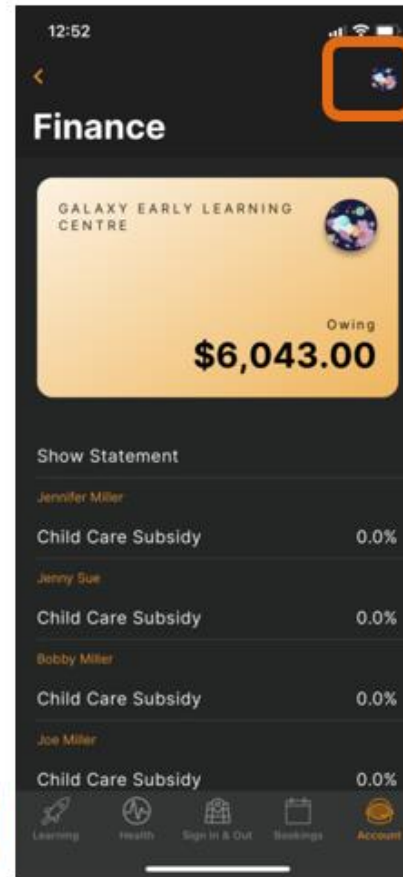 12:52
Finance
GALAXY EARLY LEARNING
CENTRE
Owing
$6,043.00
Show Statement
Jennifer Miller
Child Care Subsidy 0.0%
Jenny Sue
Child Care Subsidy 0.0%
Bobby Miller
Child Care Subsidy 0.0%
Joe Miller
Child Care Subsidy 0.0%
Learning Health Sign In & Out Bookings Account